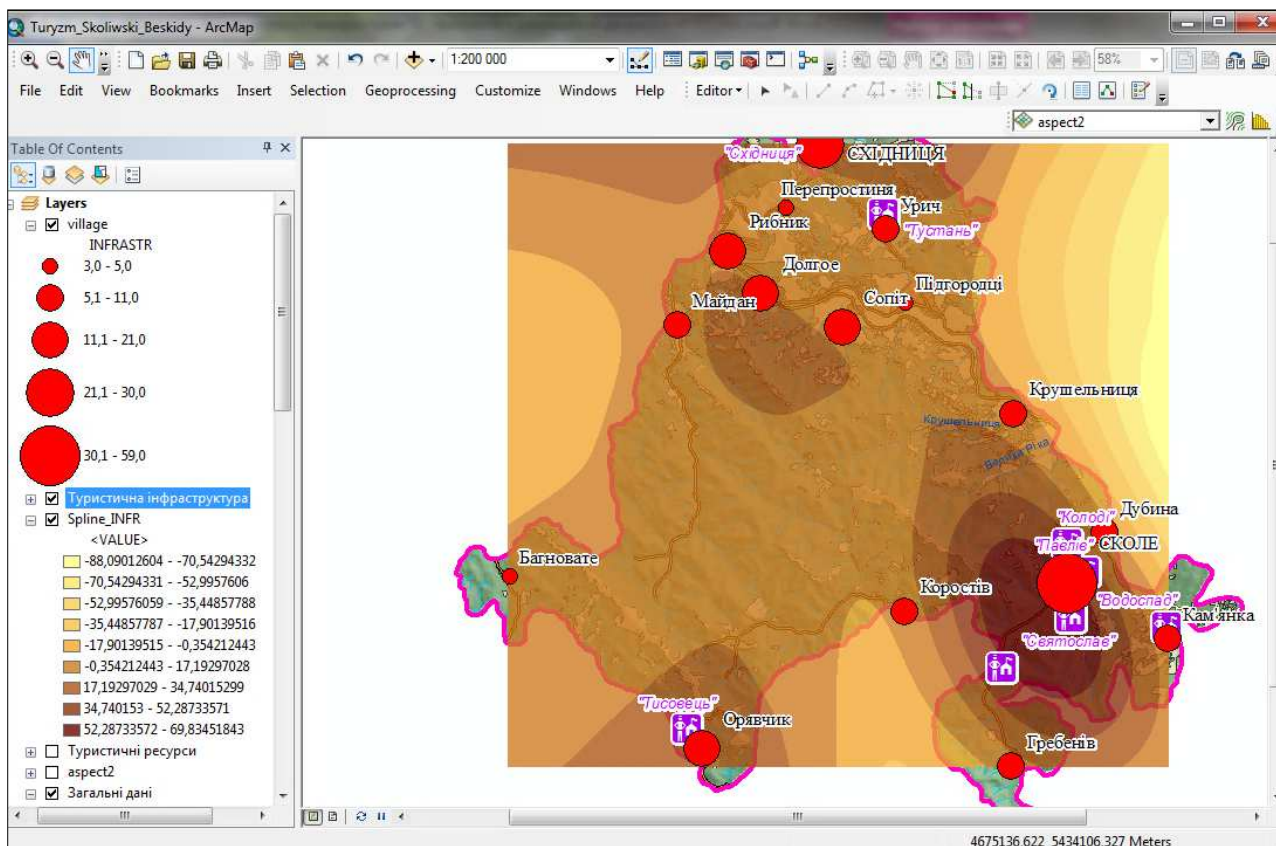 Turyzm_Skoliwski_Beskidy - ArcMap
1:200 000
58%
File Edit View Bookmarks Insert Selection Geoprocessing Customize Windows Help Editor
aspect2
Table Of Contents
Layers
village
INFRASTR
3,0 - 5,0
5,1 - 11,0
11,1 - 21,0
21,1 - 30,0
30,1 - 59,0
Туристична інфраструктура
Spline_INFR
<VALUE>
-88,09012604 - -70,54294332
-70,54294331 - -52,9957606
-52,99576059 - -35,44857788
-35,44857787 - -17,90139516
-17,90139515 - -0,354212443
-0,354212443 - 17,19297028
17,19297029 - 34,74015299
34,740153 - 52,28733571
52,28733572 - 69,83451843
Туристичні ресурси
aspect2
Загальні дані
"Східниця" СХІДНИЦЯ
Перепростиня
Урич
"Тустань"
Рибник
Долгое
Підгородці
Майдан
Сопіт
Крушельниця
Крушельниця
Велика Ріка
"Колоді" Дубина
"Павлів" СКОЛЕ
Багновате
Коростів
"Водоспад"
Кам'янка
"Святослав"
"Тисовець"
Орявчик
Гребенів
4675136,622 5434106,327 Meters